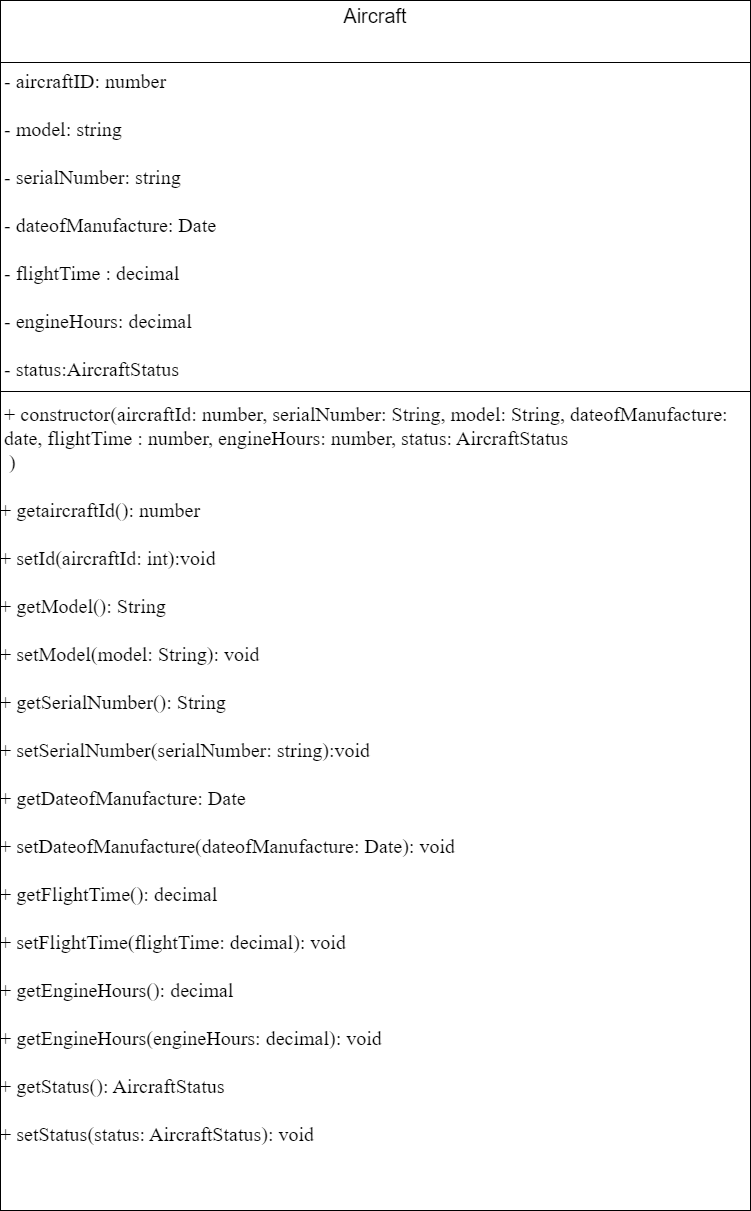 Aircraft
- aircraftID: number
- model: string
- serialNumber: string
- dateofManufacture: Date
- flightTime : decimal
- engineHours: decimal
- status:AircraftStatus
+ constructor(aircraftId: number, serialNumber: String, model: String, dateofManufacture:
date, flightTime : number, engineHours: number, status: AircraftStatus
)
+ getaircraftId(): number
+ setId(aircraftId: int):void
+ getModel(): String
+ setModel(model: String): void
+ getSerialNumber(): String
+ setSerialNumber(serialNumber: string):void
+ getDateofManufacture: Date
+ setDateofManufacture(dateofManufacture: Date): void
+ getFlightTime(): decimal
+ setFlightTime(flightTime: decimal): void
+ getEngineHours(): decimal
+ getEngineHours(engineHours: decimal): void
+ getStatus(): AircraftStatus
+ setStatus(status: AircraftStatus): void